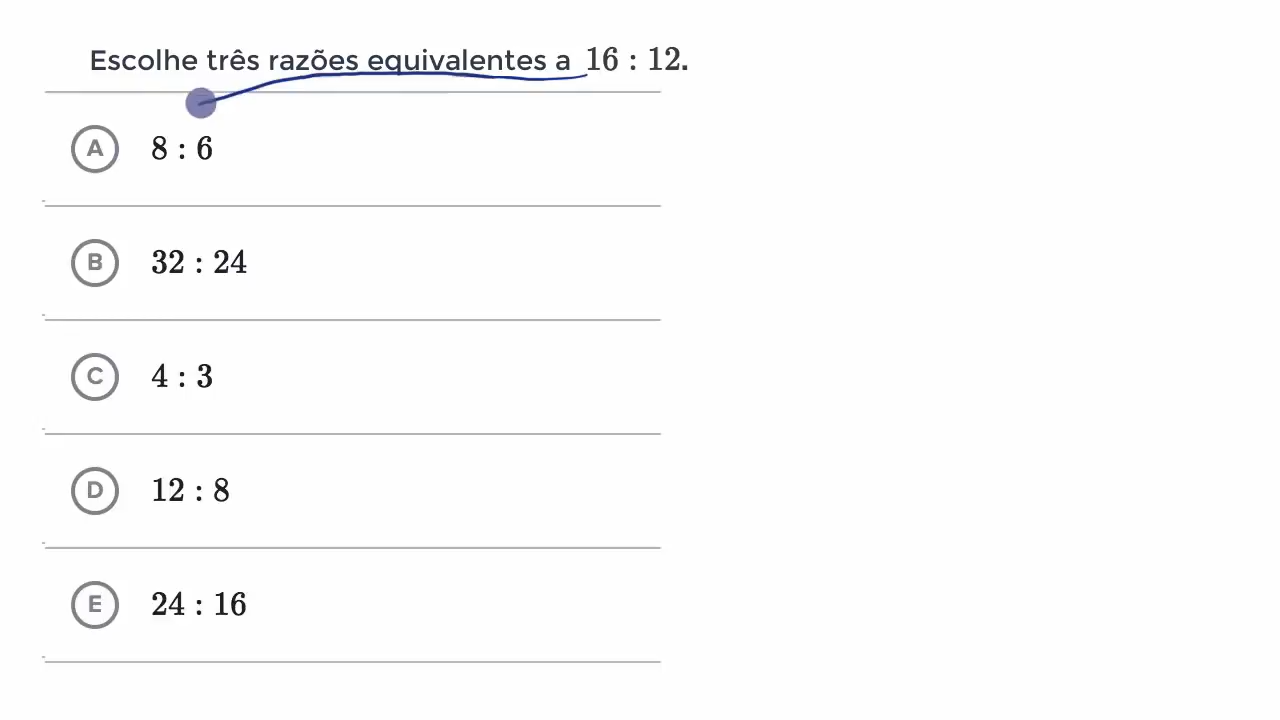 Escolhe três razões equivalentes a 16 : 12.
A 8 : 6
B 32 : 24
C 4 : 3
D 12 : 8
E 24 : 16